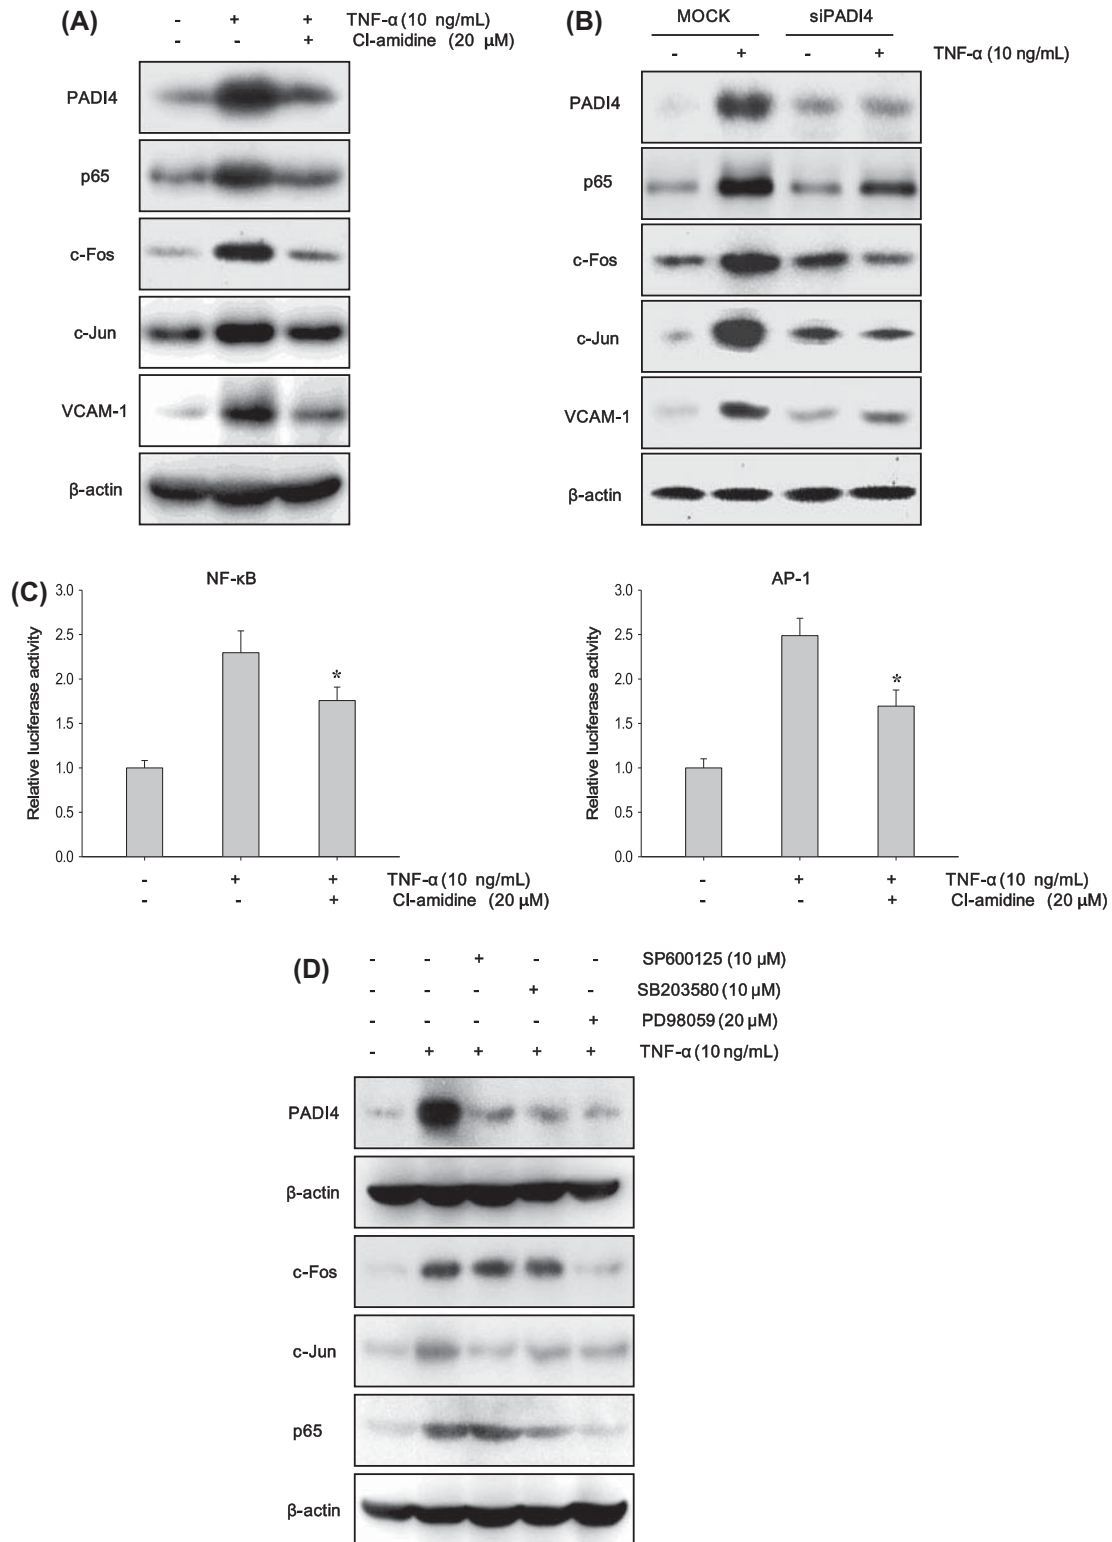 (A)
- + + TNF-α (10 ng/mL)
- - + Cl-amidine (20 µM)
PADI4
p65
c-Fos
c-Jun
VCAM-1
β-actin
(B)
MOCK siPADI4
- + - + TNF-α (10 ng/mL)
PADI4
p65
c-Fos
c-Jun
VCAM-1
β-actin
(C)
NF-κB
Relative luciferase activity
3.0
2.5
2.0
1.5
1.0
0.5
0.0
*
- + + TNF-α (10 ng/mL)
- - + Cl-amidine (20 µM)
AP-1
Relative luciferase activity
3.0
2.5
2.0
1.5
1.0
0.5
0.0
*
- + + TNF-α (10 ng/mL)
- - + Cl-amidine (20 µM)
(D)
- - + - - SP600125 (10 µM)
- - - + - SB203580 (10 µM)
- - - - + PD98059 (20 µM)
- + + + + TNF-α (10 ng/mL)
PADI4
β-actin
c-Fos
c-Jun
p65
β-actin